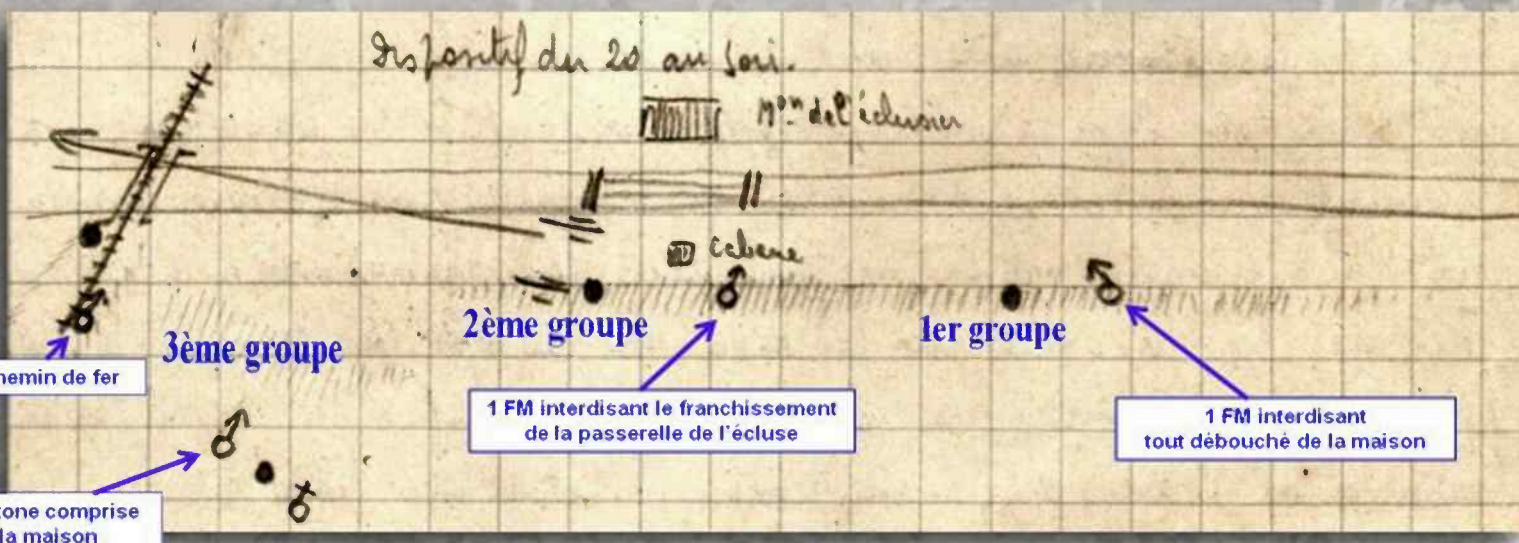 Dispositif du 20 au soir.
Mon de l'éclusier
cabane
2ème groupe
1er groupe
3ème groupe
hemin de fer
1 FM interdisant le franchissement
de la passerelle de l'écluse
1 FM interdisant
tout débouché de la maison
zone comprise
la maison